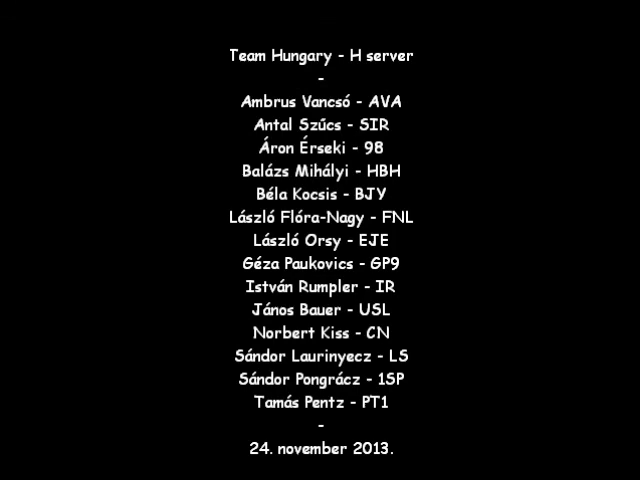 Team Hungary - H server
-
Ambrus Vancsó - AVA
Antal Szűcs - SIR
Áron Érseki - 98
Balázs Mihályi - HBH
Béla Kocsis - BJY
László Flóra-Nagy - FNL
László Orsy - EJE
Géza Paukovics - GP9
István Rumpler - IR
János Bauer - USL
Norbert Kiss - CN
Sándor Laurinyecz - LS
Sándor Pongrácz - 1SP
Tamás Pentz - PT1
-
24. november 2013.